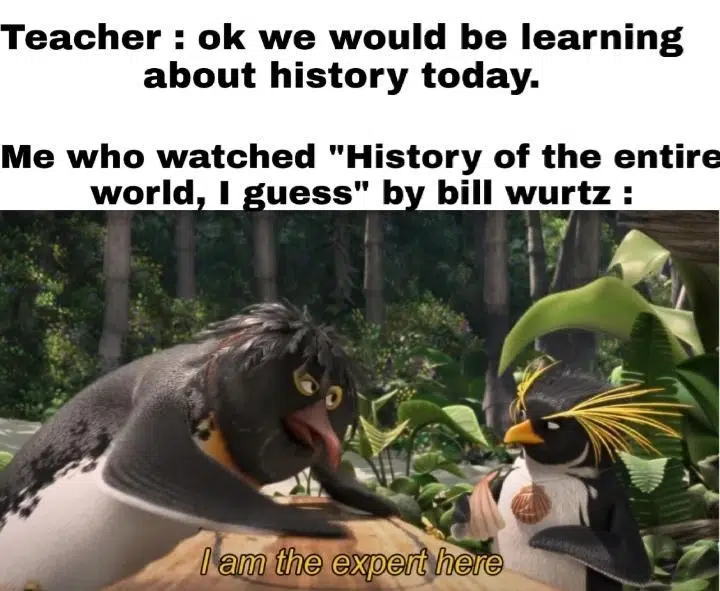 Teacher : ok we would be learning
about history today.
Me who watched "History of the entire
world, I guess" by bill wurtz :
I am the expert here